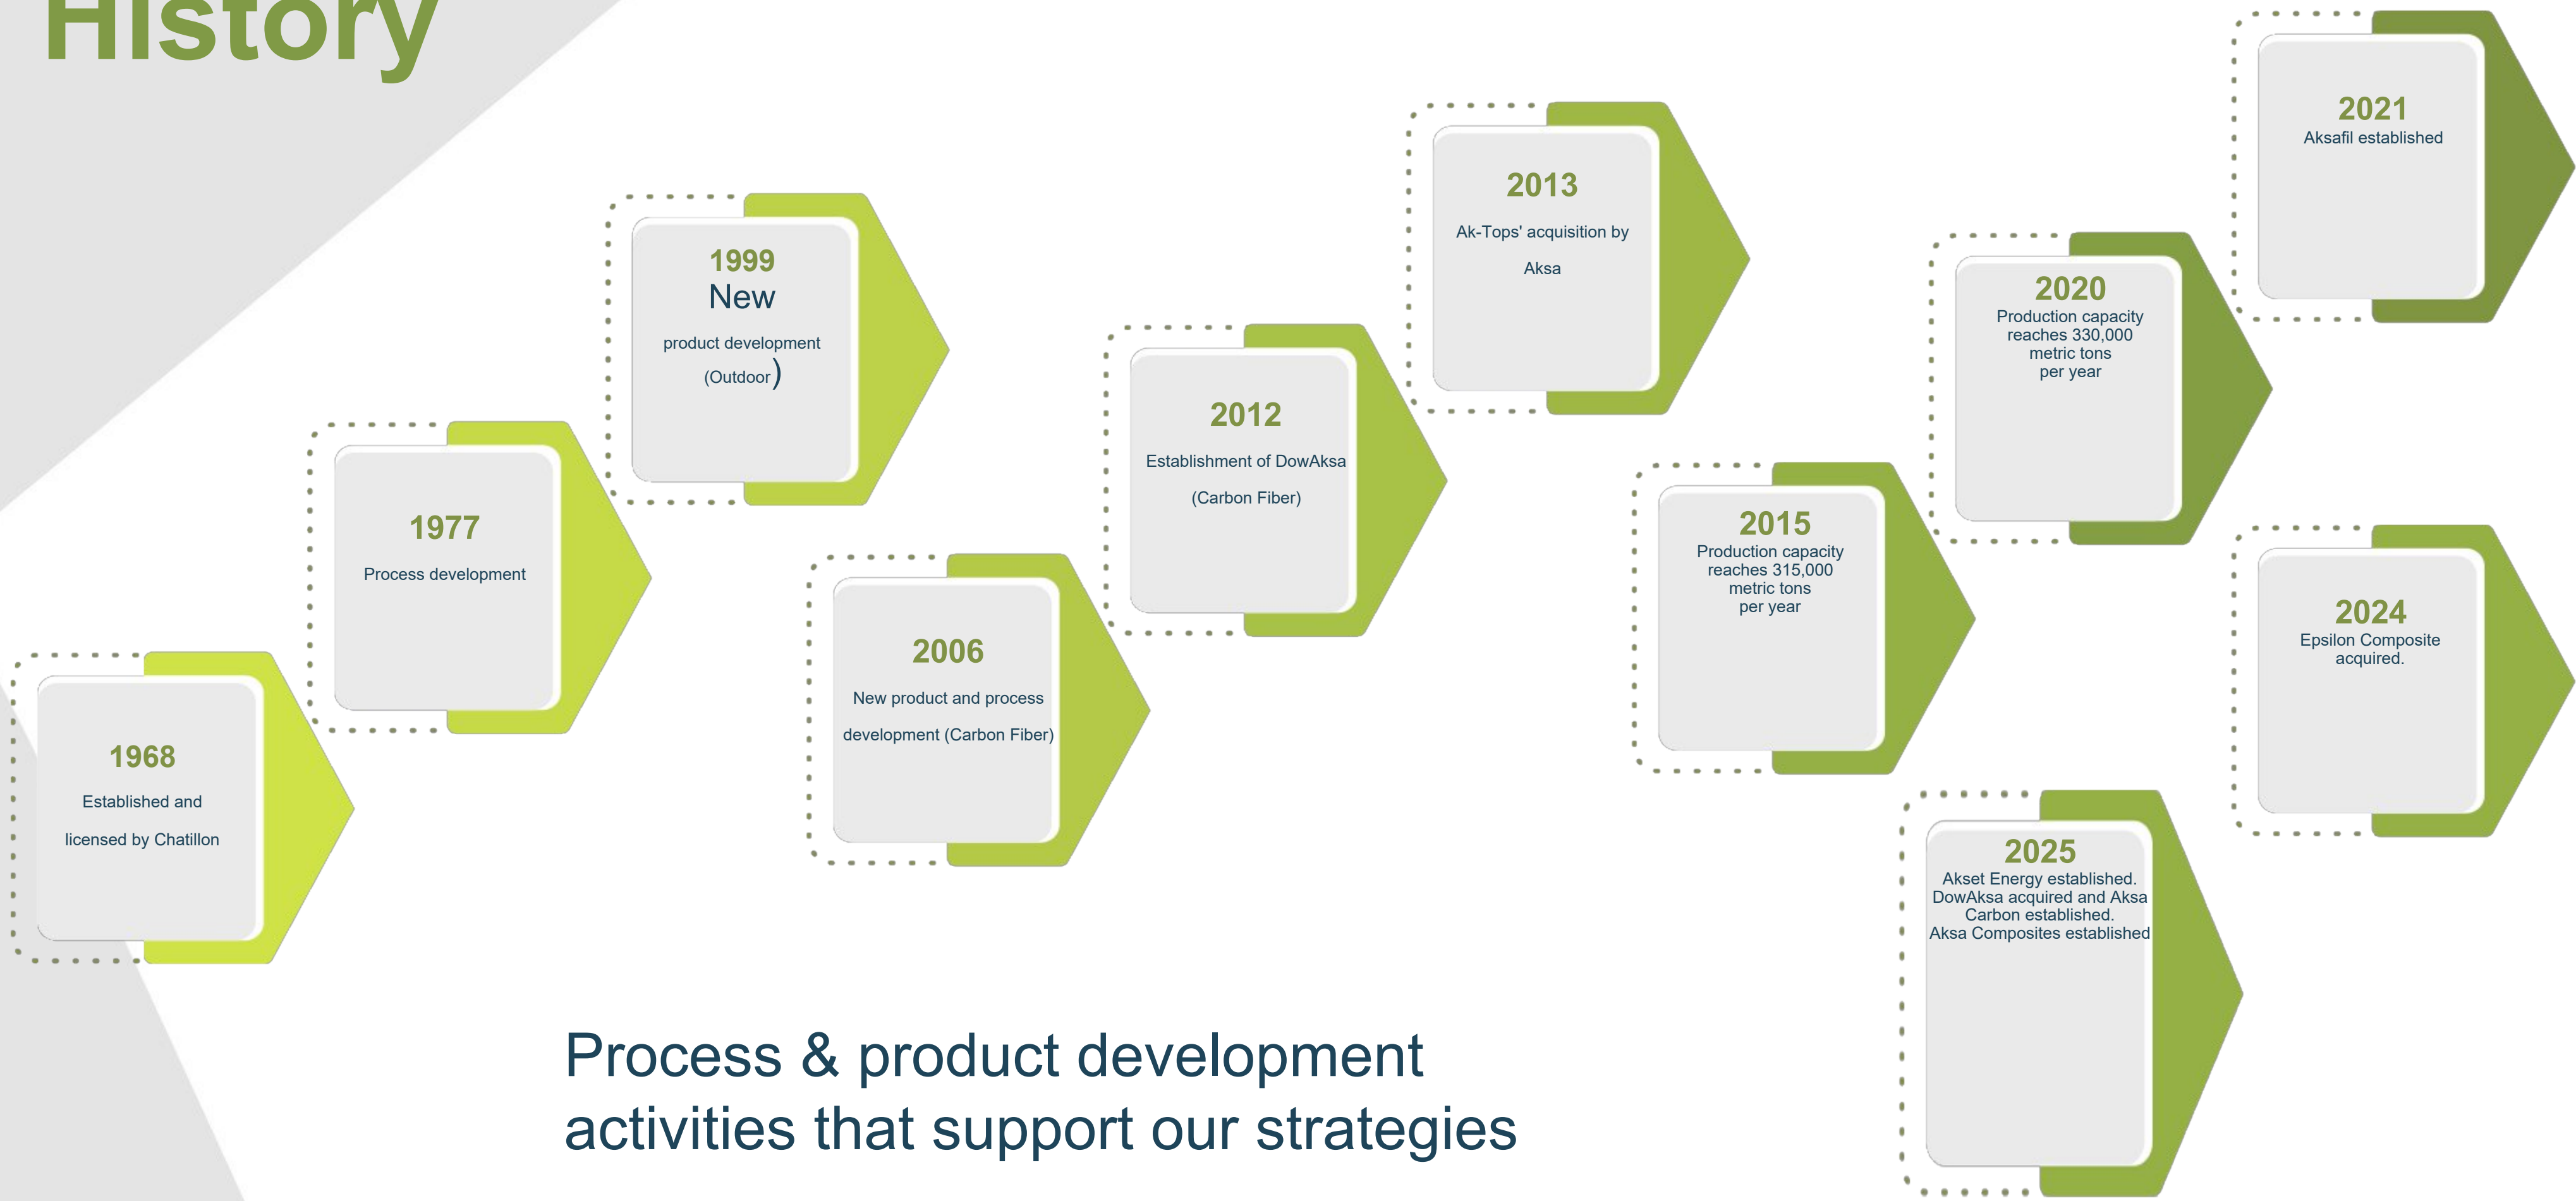 History
1968
Established and
licensed by Chatillon
1977
Process development
1999
New
product development
(Outdoor)
2006
New product and process
development (Carbon Fiber)
2012
Establishment of DowAksa
(Carbon Fiber)
2013
Ak-Tops' acquisition by
Aksa
2015
Production capacity
reaches 315,000
metric tons
per year
2020
Production capacity
reaches 330,000
metric tons
per year
2021
Aksafil established
2024
Epsilon Composite
acquired.
2025
Akset Energy established.
DowAksa acquired and Aksa
Carbon established.
Aksa Composites established
Process & product development
activities that support our strategies